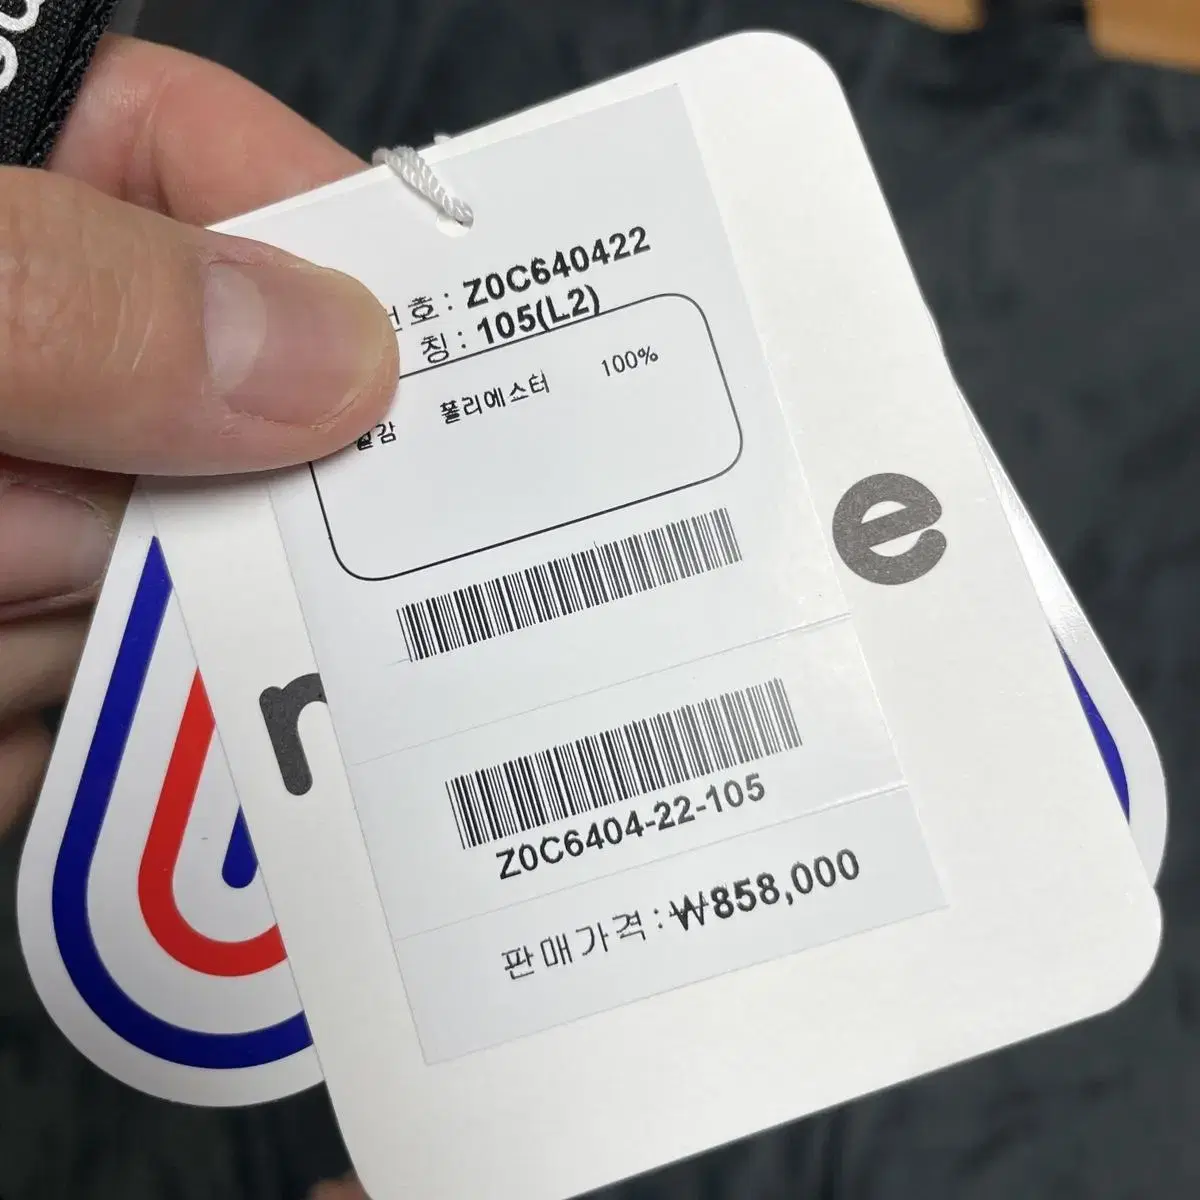 번호 : Z0C640422
칭 : 105(L2)
겉감 폴리에스터 100%
Z0C6404-22-105
판매가격 : ₩858,000
e